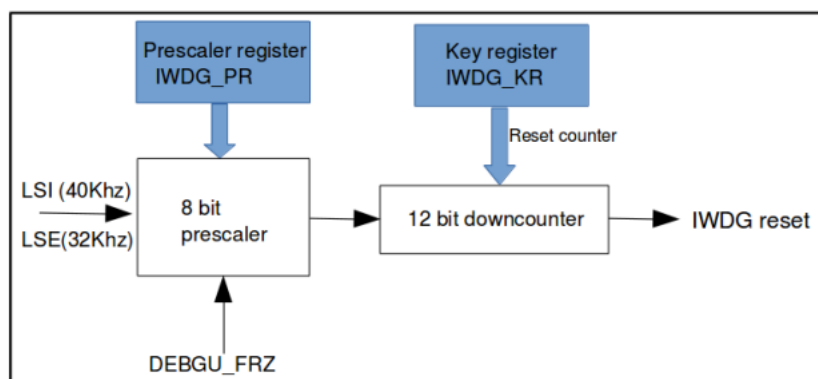 Prescaler register
IWDG_PR
Key register
IWDG_KR
Reset counter
LSI (40Khz)
LSE(32Khz)
8 bit
prescaler
12 bit downcounter
IWDG reset
DEBGU_FRZ